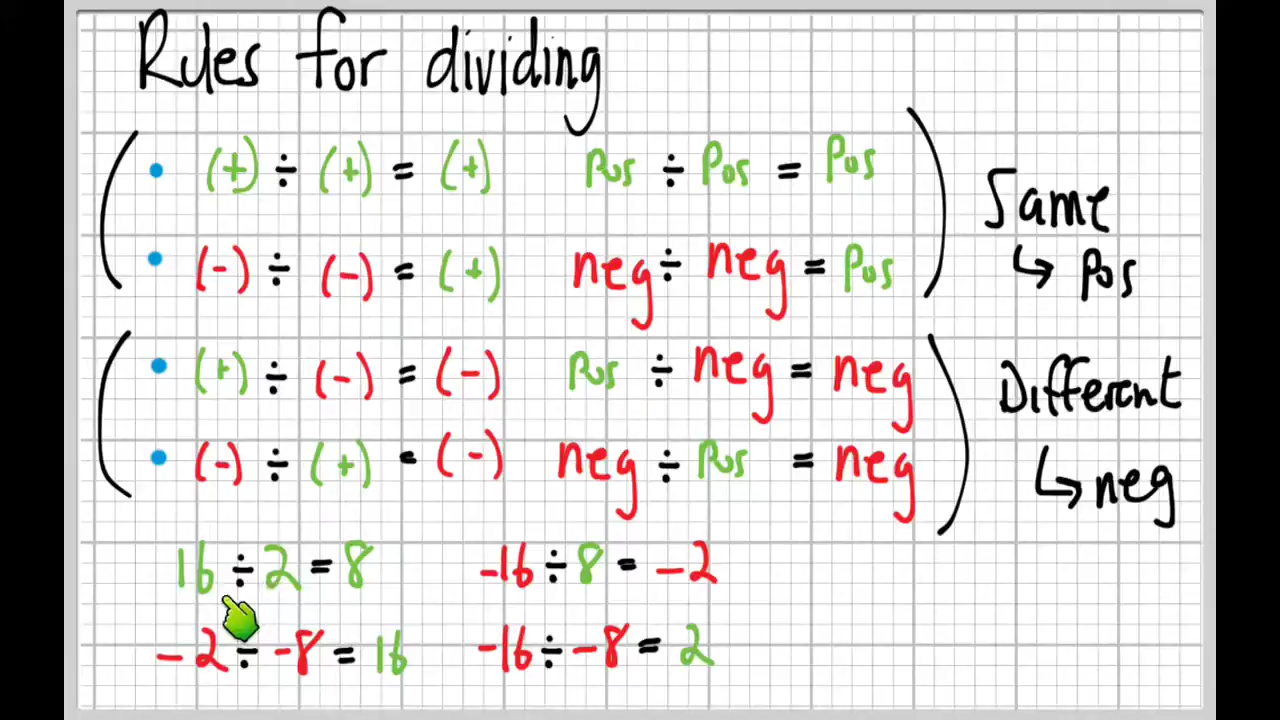 Rules for dividing
• (+) ÷ (+) = (+) Pos ÷ Pos = Pos
• (-) ÷ (-) = (+) neg ÷ neg = Pos
Same
↳ Pos
• (+) ÷ (-) = (-) Pos ÷ neg = neg
• (-) ÷ (+) = (-) neg ÷ Pos = neg
Different
↳ neg
16 ÷ 2 = 8 -16 ÷ 8 = -2
-2 ÷ -8 = 16 -16 ÷ -8 = 2